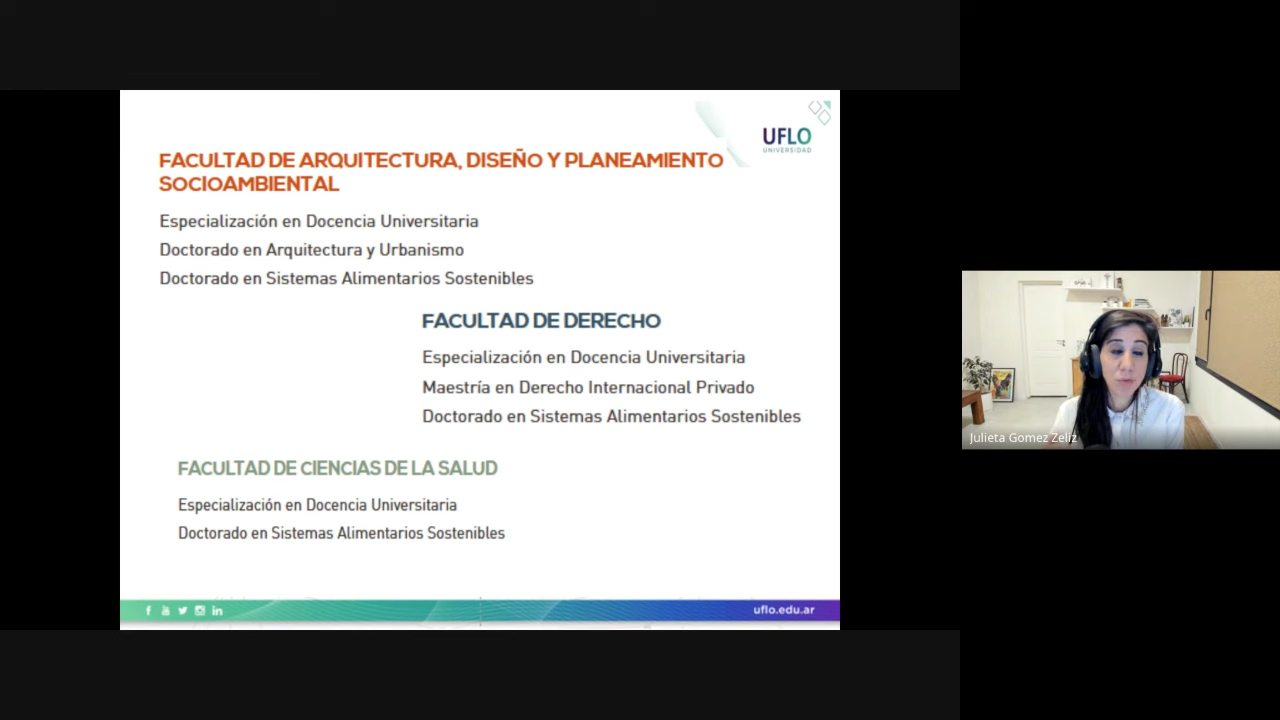 UFLO
UNIVERSIDAD
FACULTAD DE ARQUITECTURA, DISEÑO Y PLANEAMIENTO
SOCIOAMBIENTAL
Especialización en Docencia Universitaria
Doctorado en Arquitectura y Urbanismo
Doctorado en Sistemas Alimentarios Sostenibles
FACULTAD DE DERECHO
Especialización en Docencia Universitaria
Maestría en Derecho Internacional Privado
Doctorado en Sistemas Alimentarios Sostenibles
FACULTAD DE CIENCIAS DE LA SALUD
Especialización en Docencia Universitaria
Doctorado en Sistemas Alimentarios Sostenibles
uflo.edu.ar
Julieta Gomez Zeliz